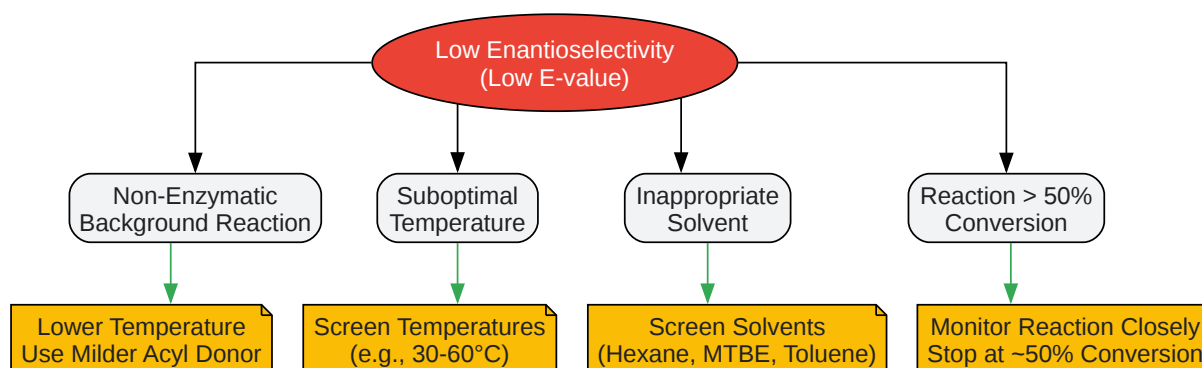 Low Enantioselectivity
(Low E-value)
Non-Enzymatic
Background Reaction
Suboptimal
Temperature
Inappropriate
Solvent
Reaction > 50%
Conversion
Lower Temperature
Use Milder Acyl Donor
Screen Temperatures
(e.g., 30-60°C)
Screen Solvents
(Hexane, MTBE, Toluene)
Monitor Reaction Closely
Stop at ~50% Conversion